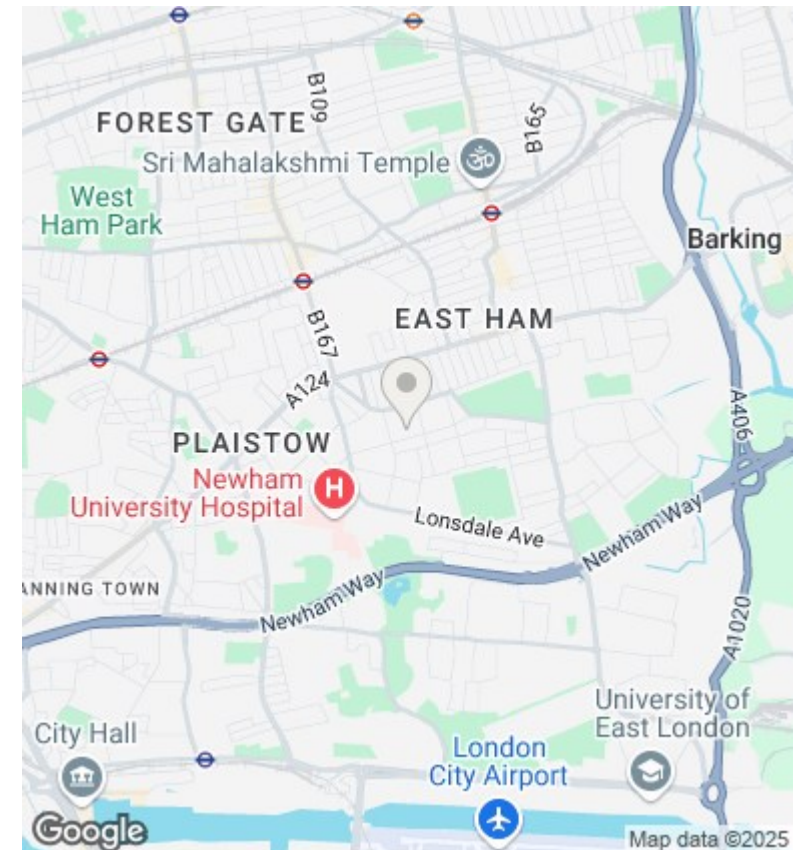 B109
B165
FOREST GATE
Sri Mahalakshmi Temple
West
Ham Park
Barking
EAST HAM
B167
A124
A406
PLAISTOW
Newham
University Hospital
H
Lonsdale Ave
Newham Way
ANNING TOWN
Newham Way
A1020
University of
East London
City Hall
London
City Airport
Google
Map data ©2025